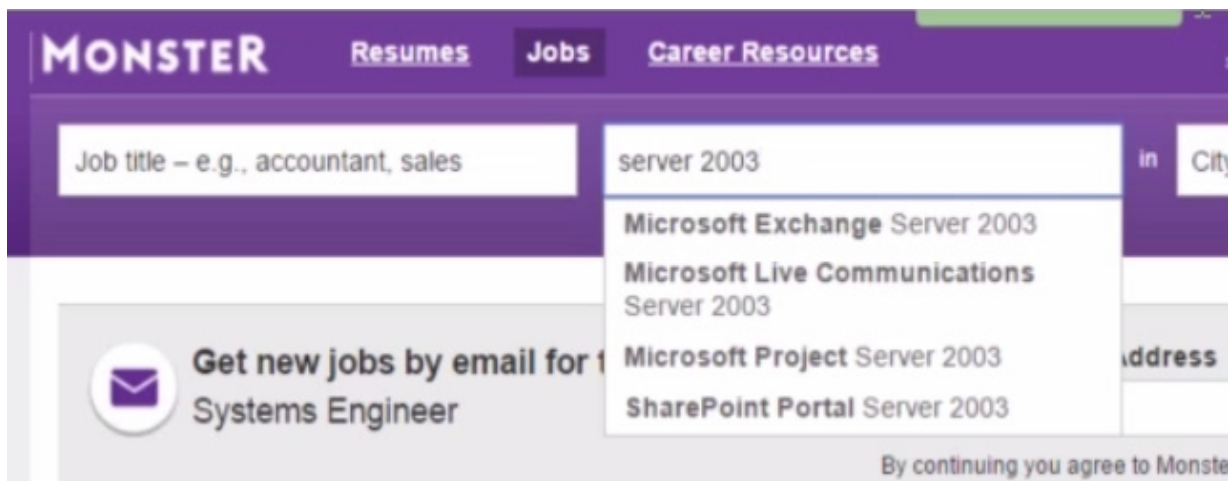 MONSTER Resumes Jobs Career Resources
Job title – e.g., accountant, sales
server 2003
in
City
Microsoft Exchange Server 2003
Microsoft Live Communications
Server 2003
Microsoft Project Server 2003
SharePoint Portal Server 2003
Get new jobs by email for t
Systems Engineer
Address
By continuing you agree to Monste